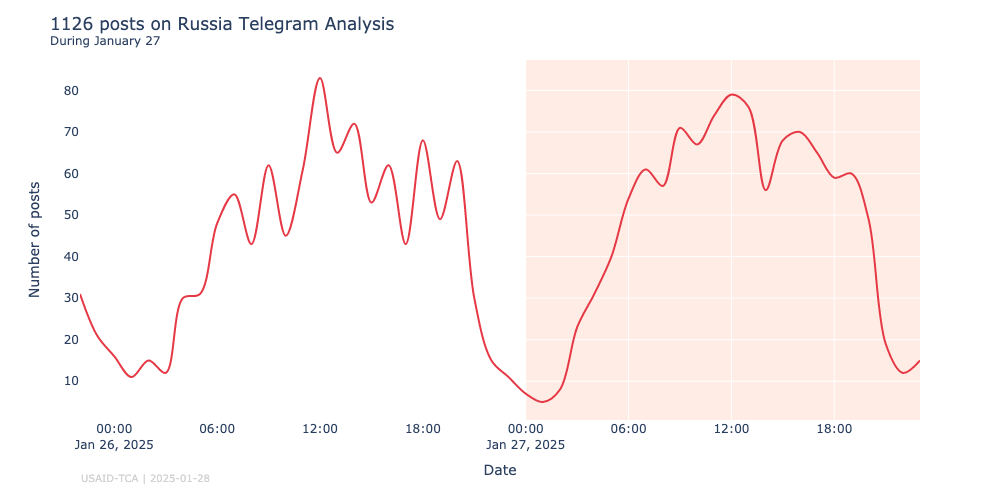 1126 posts on Russia Telegram Analysis
During January 27
Number of posts
80
70
60
50
40
30
20
10
00:00 06:00 12:00 18:00 00:00 06:00 12:00 18:00
Jan 26, 2025 Jan 27, 2025
Date
USAID-TCA | 2025-01-28